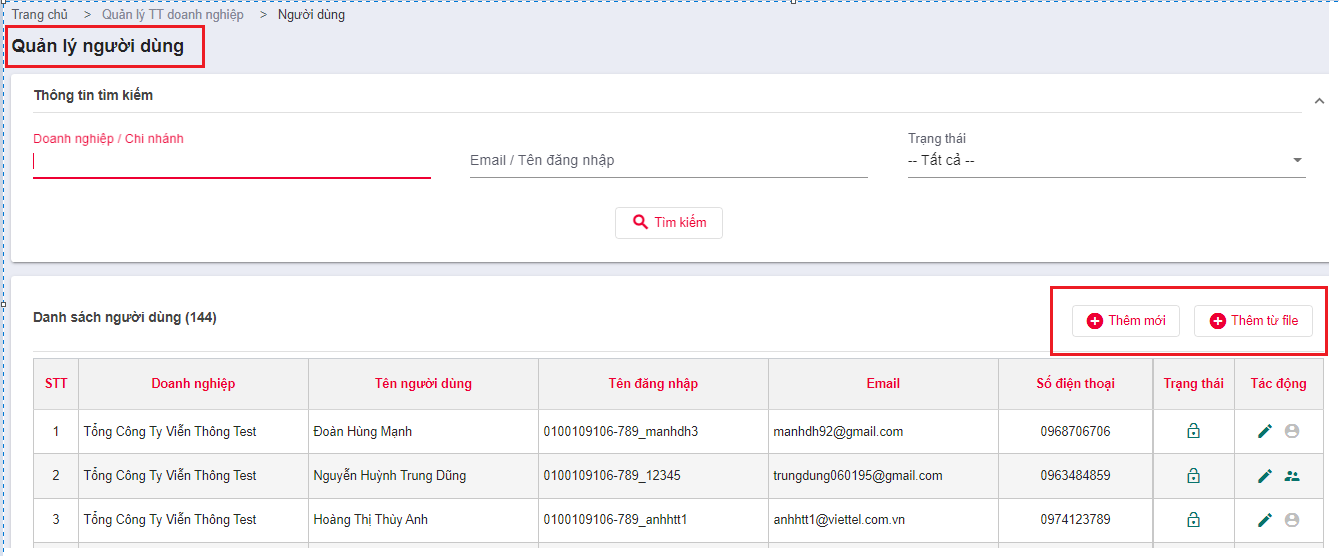 Trang chủ > Quản lý TT doanh nghiệp > Người dùng
Quản lý người dùng
Thông tin tìm kiếm
Doanh nghiệp / Chi nhánh
Email / Tên đăng nhập
Trạng thái
-- Tất cả --
Tìm kiếm
Danh sách người dùng (144)
Thêm mới
Thêm từ file
STT Doanh nghiệp Tên người dùng Tên đăng nhập Email Số điện thoại Trạng thái Tác động
1 Tổng Công Ty Viễn Thông Test Đoàn Hùng Mạnh 0100109106-789_manhdh3 manhdh92@gmail.com 0968706706
2 Tổng Công Ty Viễn Thông Test Nguyễn Huỳnh Trung Dũng 0100109106-789_12345 trungdung060195@gmail.com 0963484859
3 Tổng Công Ty Viễn Thông Test Hoàng Thị Thùy Anh 0100109106-789_anhhtt1 anhhtt1@viettel.com.vn 0974123789